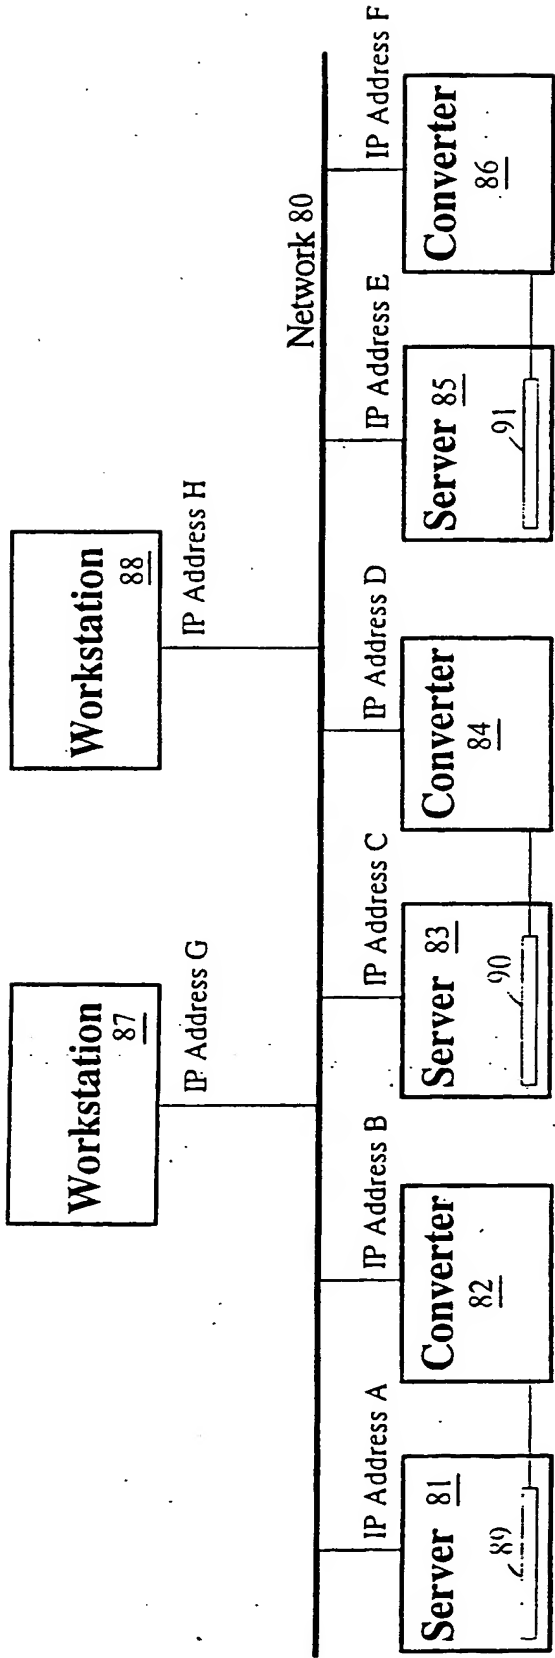 Workstation
87
Workstation
88
IP Address G
IP Address H
Network 80
IP Address A
IP Address B
IP Address C
IP Address D
IP Address E
IP Address F
Server 81
89
Converter
82
Server 83
90
Converter
84
Server 85
91
Converter
86